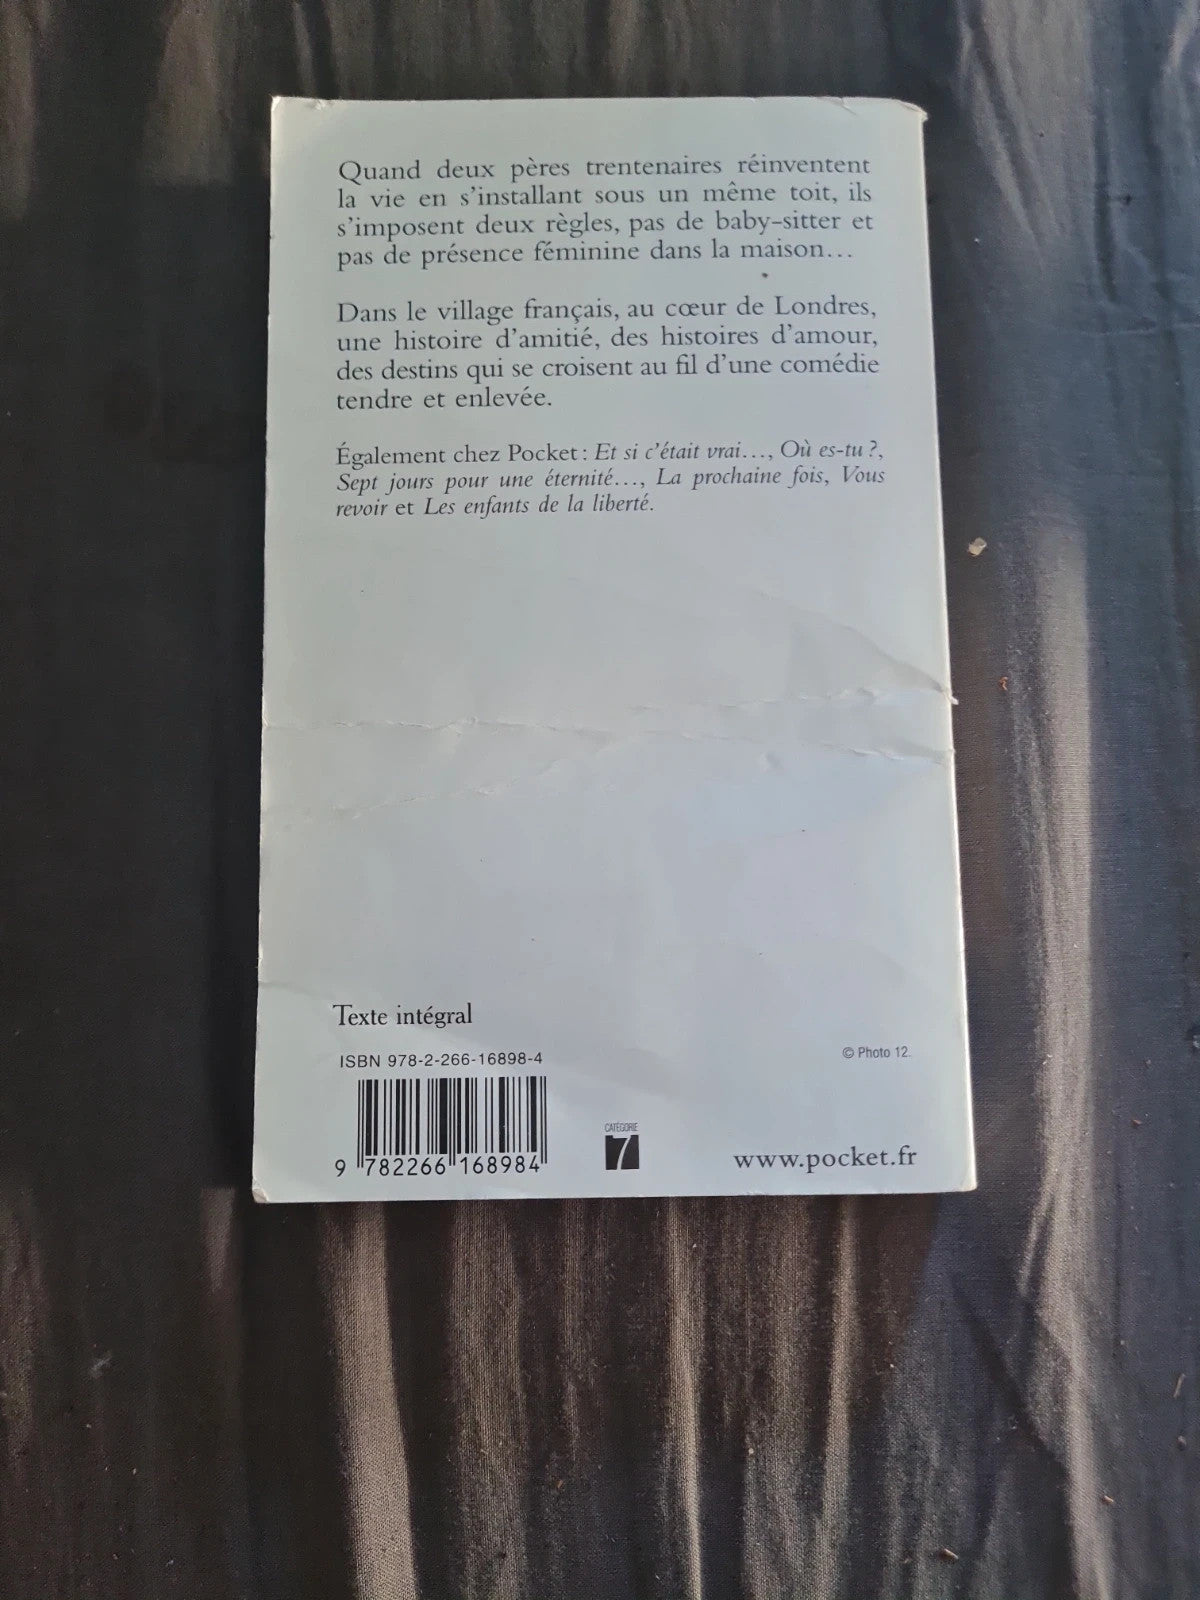 Quand deux pères trentenaires réinventent
la vie en s'installant sous un même toit, ils
s'imposent deux règles, pas de baby-sitter et
pas de présence féminine dans la maison…
Dans le village français, au cœur de Londres,
une histoire d'amitié, des histoires d'amour,
des destins qui se croisent au fil d'une comédie
tendre et enlevée.
Également chez Pocket : Et si c'était vrai…, Où es-tu ?,
Sept jours pour une éternité…, La prochaine fois, Vous
revoir et Les enfants de la liberté.
Texte intégral
ISBN 978-2-266-16898-4
© Photo 12.
9 782266 168984
CATÉGORIE
7
www.pocket.fr